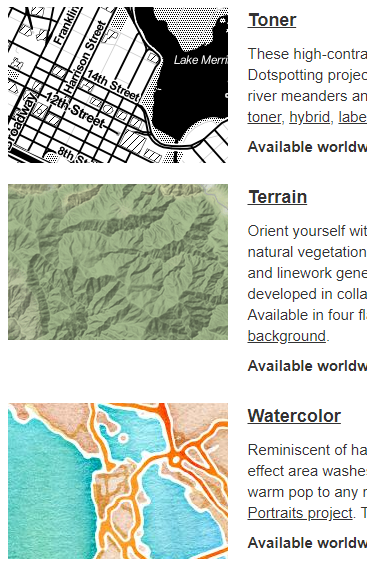 Franklin
Harrison Street
Lake Merri
14th Street
12th Street
roadway
8th S
Toner
These high-contra
Dotspotting projec
river meanders an
toner, hybrid, labe
Available worldw
Terrain
Orient yourself wit
natural vegetation
and linework gene
developed in colla
Available in four fl
background.
Available worldw
Watercolor
Reminiscent of ha
effect area washes
warm pop to any m
Portraits project. T
Available worldw